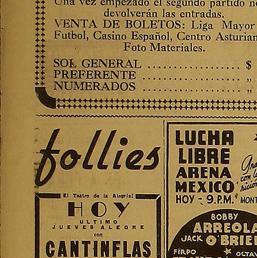 Una vez empezado el segundo partido no
devolverán las entradas.
VENTA DE BOLETOS: Liga Mayor
Futbol, Casino Español, Centro Asturian
Foto Materiales.
SOL GENERAL .................. $
PREFERENTE ..................
NUMERADOS ..................
follies
El Teatro de la Alegría!
HOY
ULTIMO
JUEVES ALEGRE
con
CANTINFLAS
LUCHA
LIBRE
ARENA
MEXICO
HOY - 9 P.M.
BOBBY
ARREOLA
JACK O'BRIE
FIRPO
OCTAV